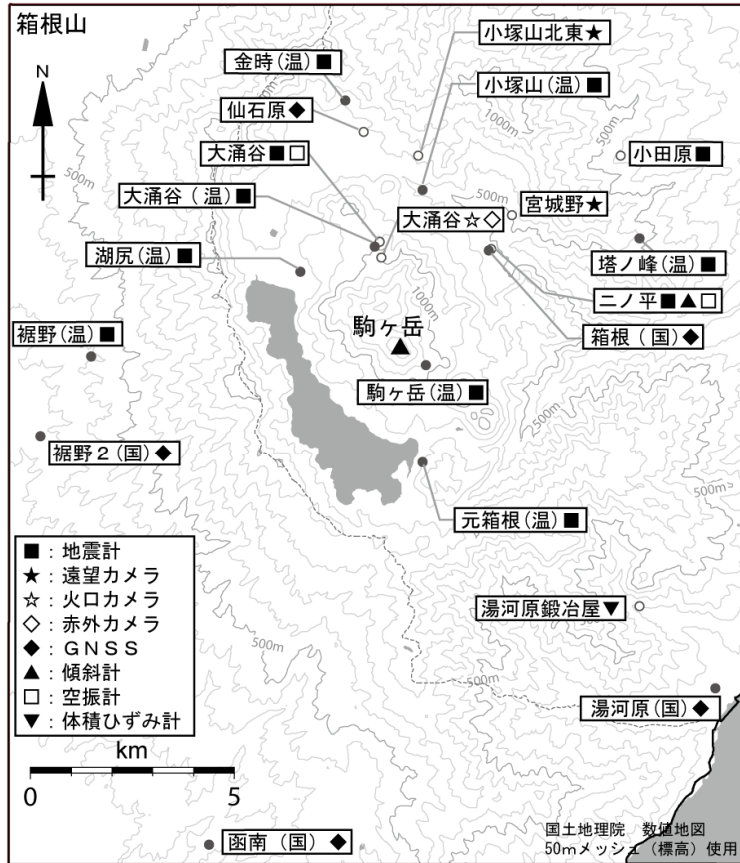 箱根山
N
小塚山北東★
金時(温)■
小塚山(温)■
仙石原◆
1000m
500m
大涌谷■□
小田原■
500m
大涌谷(温)■
500m
宮城野★
大涌谷☆◇
湖尻(温)■
塔ノ峰(温)■
二ノ平■▲□
1000m
駒ヶ岳
裾野(温)■
箱根(国)◆
駒ヶ岳(温)■
500m
裾野2(国)◆
500m
元箱根(温)■
■:地震計
★:遠望カメラ
☆:火口カメラ
◇:赤外カメラ
◆:GNSS
▲:傾斜計
□:空振計
▼:体積ひずみ計
湯河原鍛冶屋▼
500m
500m
湯河原(国)◆
km
0 5
函南(国)◆
国土地理院 数値地図
50mメッシュ(標高)使用